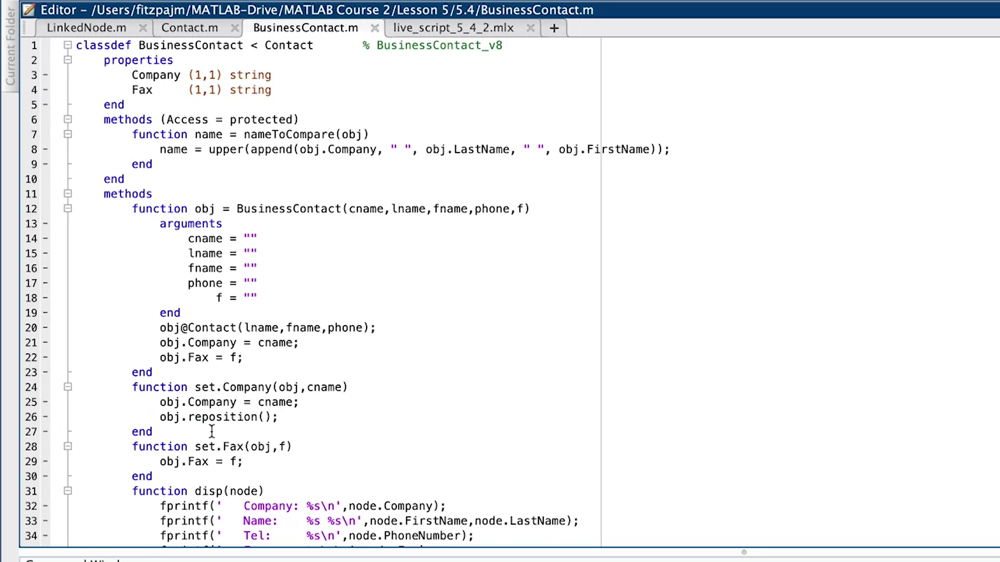 Current Folder
Editor – /Users/fitzpajm/MATLAB-Drive/MATLAB Course 2/Lesson 5/5.4/BusinessContact.m
LinkedNode.m Contact.m BusinessContact.m live_script_5_4_2.mlx +
1 classdef BusinessContact < Contact % BusinessContact_v8
2 properties
3 – Company (1,1) string
4 – Fax (1,1) string
5 – end
6 methods (Access = protected)
7 function name = nameToCompare(obj)
8 – name = upper(append(obj.Company, " ", obj.LastName, " ", obj.FirstName));
9 – end
10 – end
11 methods
12 function obj = BusinessContact(cname,lname,fname,phone,f)
13 – arguments
14 – cname = ""
15 – lname = ""
16 – fname = ""
17 – phone = ""
18 – f = ""
19 – end
20 – obj@Contact(lname,fname,phone);
21 – obj.Company = cname;
22 – obj.Fax = f;
23 – end
24 function set.Company(obj,cname)
25 – obj.Company = cname;
26 – obj.reposition();
27 – end
28 function set.Fax(obj,f)
29 – obj.Fax = f;
30 – end
31 function disp(node)
32 – fprintf('   Company: %s\n',node.Company);
33 – fprintf('   Name:    %s %s\n',node.FirstName,node.LastName);
34 – fprintf('   Tel:     %s\n',node.PhoneNumber);